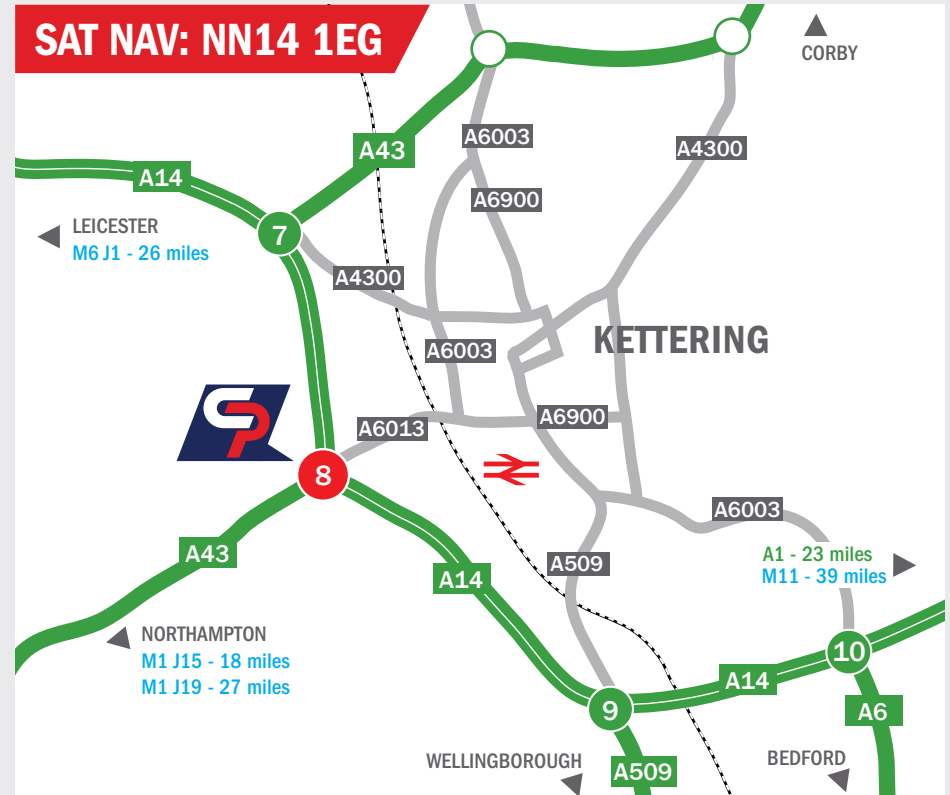 SAT NAV: NN14 1EG
CORBY
A6003
A43
A4300
A14
A6900
LEICESTER
M6 J1 - 26 miles
7
A4300
KETTERING
A6003
CP
A6900
A6013
8
A6003
A43
A1 - 23 miles
M11 - 39 miles
A509
A14
NORTHAMPTON
M1 J15 - 18 miles
M1 J19 - 27 miles
10
A14
9
A6
WELLINGBOROUGH
A509
BEDFORD